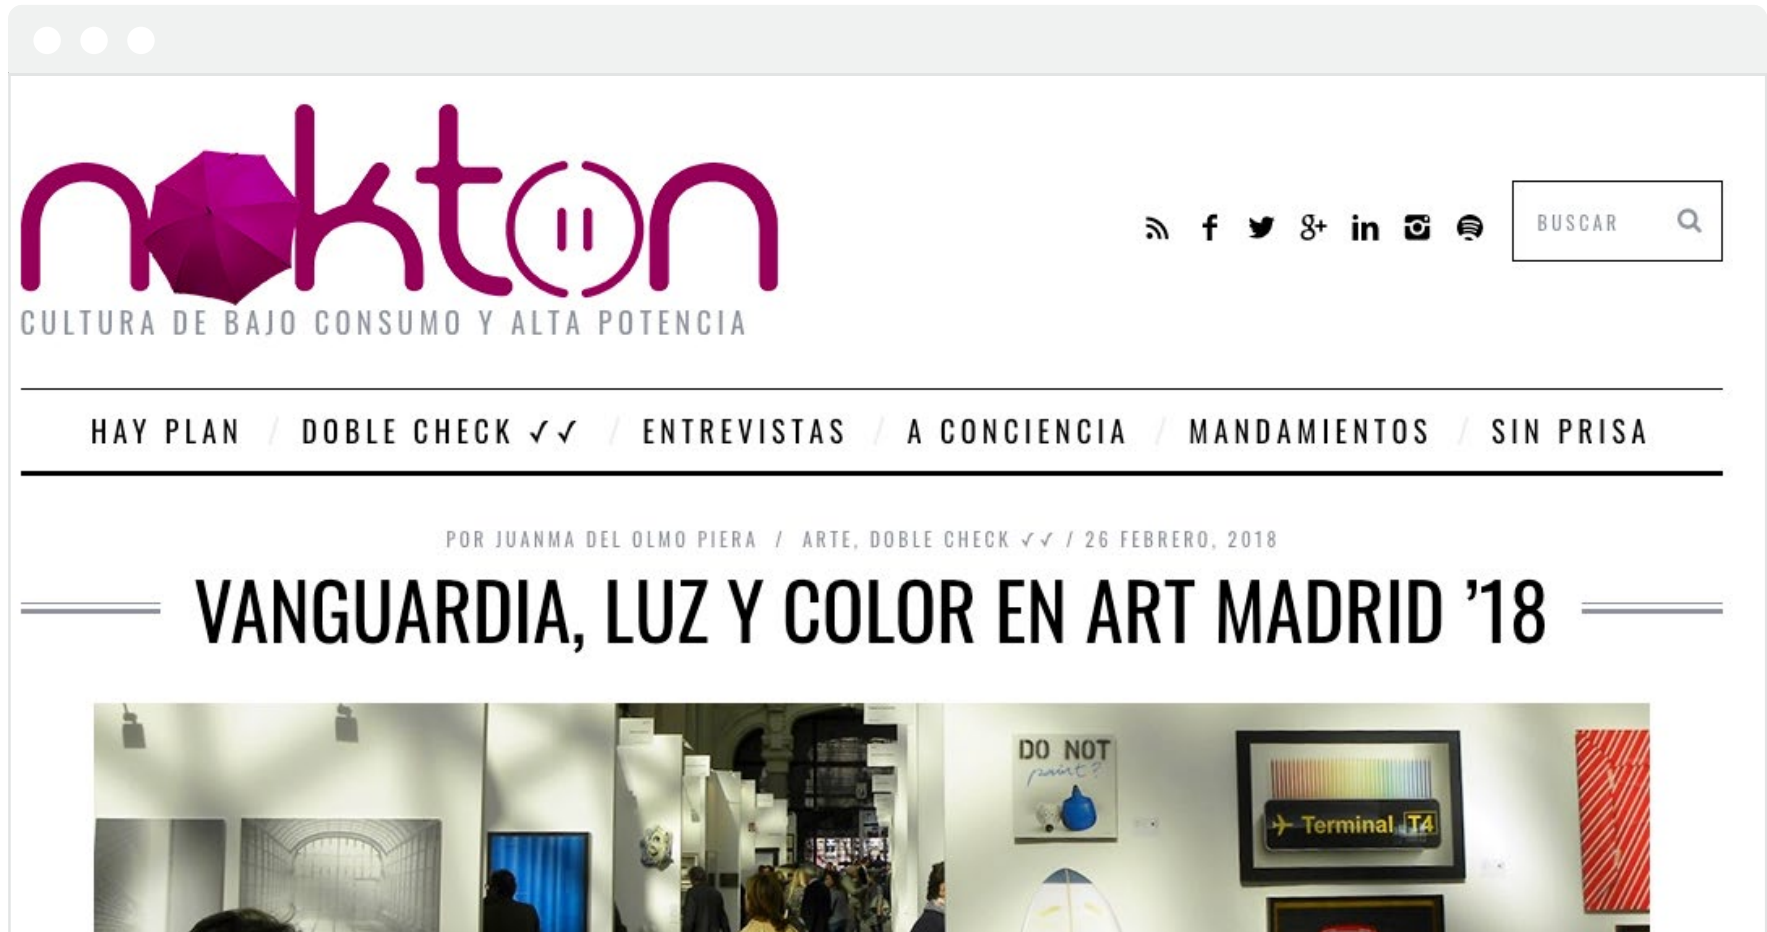 nokton
CULTURA DE BAJO CONSUMO Y ALTA POTENCIA
BUSCAR
HAY PLAN / DOBLE CHECK ✓✓ / ENTREVISTAS / A CONCIENCIA / MANDAMIENTOS / SIN PRISA
POR JUANMA DEL OLMO PIERA / ARTE, DOBLE CHECK ✓✓ / 26 FEBRERO, 2018
VANGUARDIA, LUZ Y COLOR EN ART MADRID ’18
DO NOT
paint?
Terminal T4